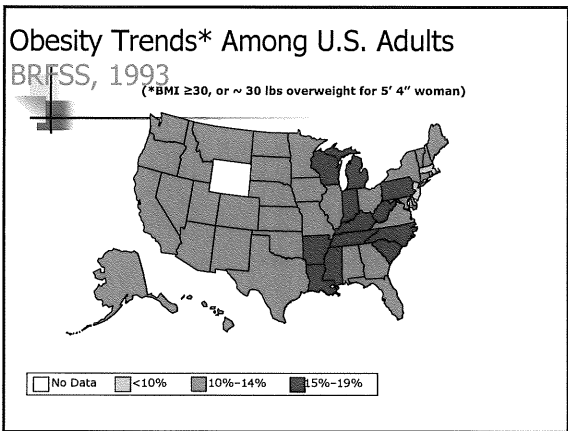 Obesity Trends* Among U.S. Adults
BRFSS, 1993
(*BMI ≥30, or ~ 30 lbs overweight for 5' 4" woman)
No Data <10% 10%-14% 15%-19%